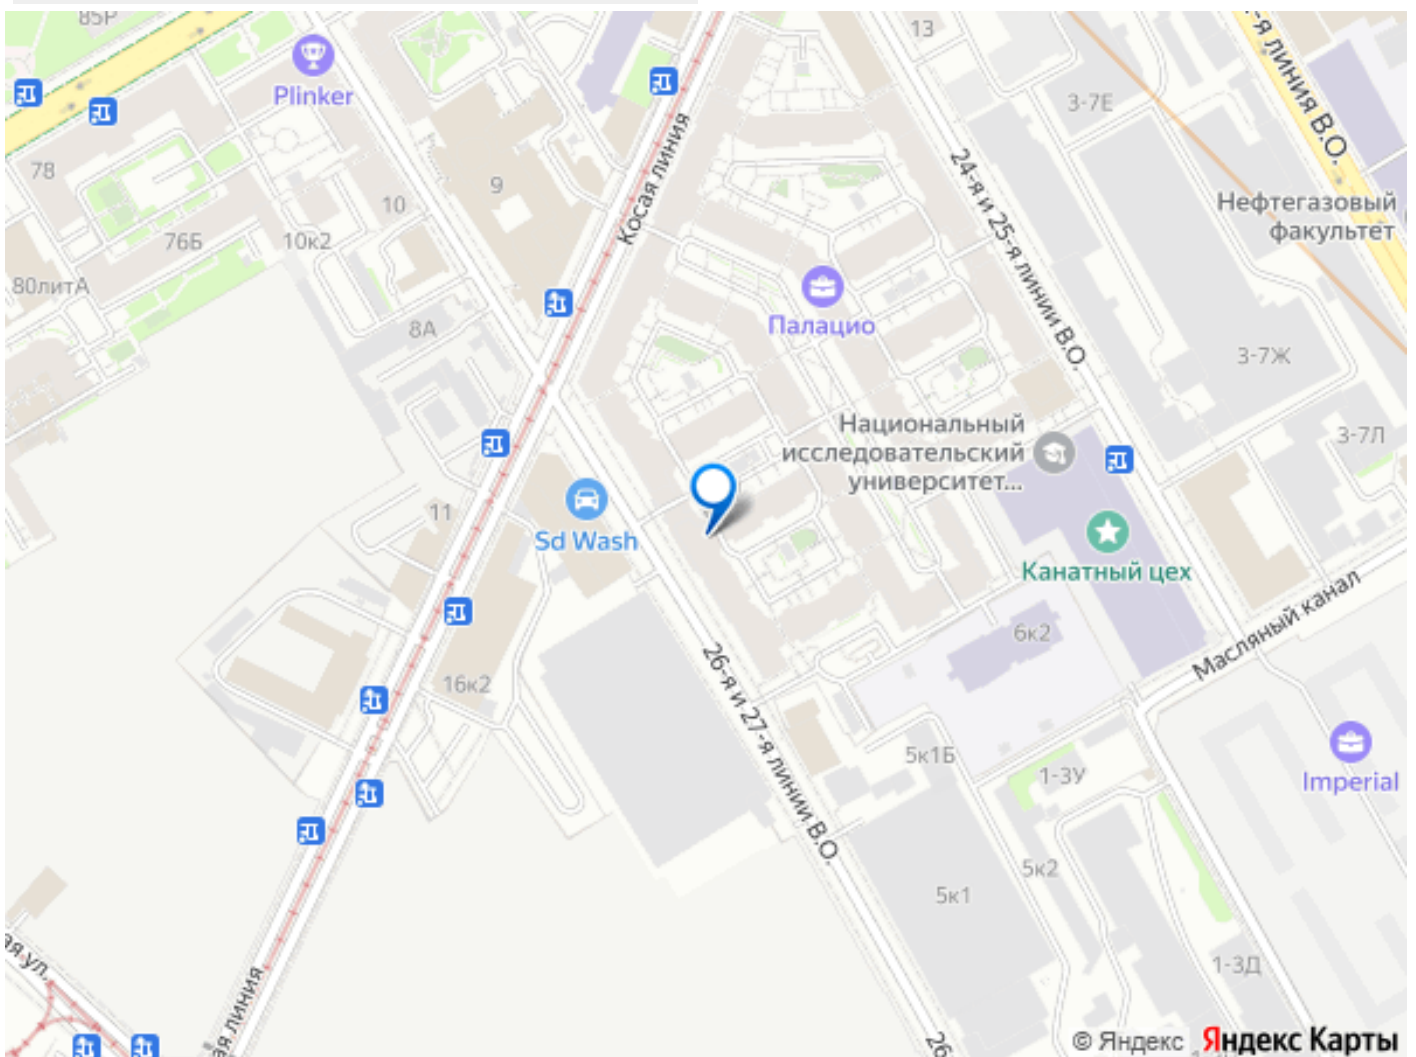 85Р
13
-я линия В.О.
Plinker
3-7Е
78
Косая линия
24-я и 25-я линии В.О.
9
10
Нефтегазовый
факультет
76Б
10к2
80литА
Палацио
8А
3-7Ж
Национальный
исследовательский
университет...
3-7Л
11
Sd Wash
Канатный цех
Масляный канал
6к2
26-я и 27-я линии В.О.
16к2
5к1Б
1-3У
Imperial
5к2
5к1
1-3Д
ая ул.
ая линия
26
© Яндекс Яндекс Карты